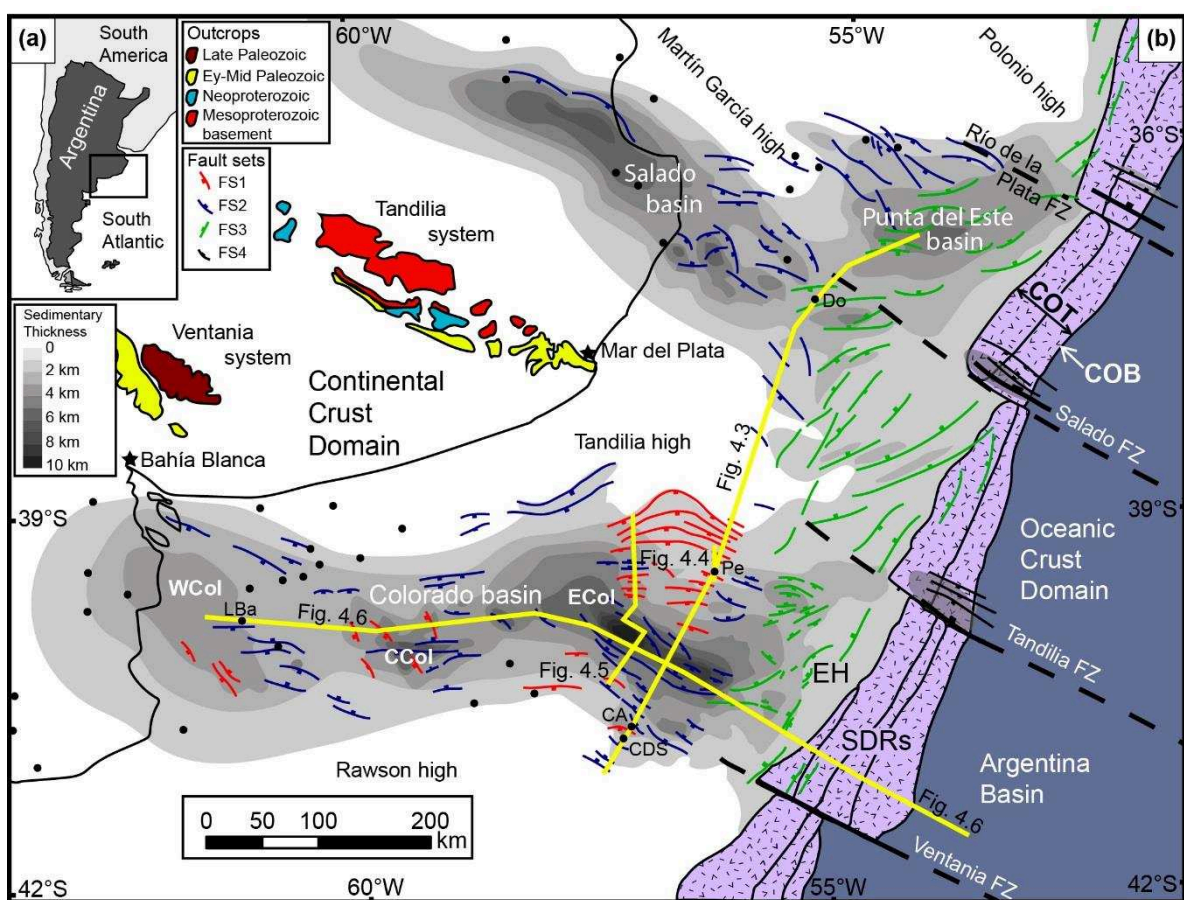 (a)
South
America
Argentina
South
Atlantic
Outcrops
Late Paleozoic
Ey-Mid Paleozoic
Neoproterozoic
Mesoproterozoic
basement
Fault sets
FS1
FS2
FS3
FS4
Sedimentary
Thickness
0
2 km
4 km
6 km
8 km
10 km
(b)
60°W
55°W
36°S
39°S
39°S
42°S
42°S
60°W
55°W
Martín García high
Polonio high
Río de la
Plata FZ
Salado
basin
Punta del Este
basin
Tandilia
system
Ventania
system
Mar del Plata
Bahía Blanca
Continental
Crust
Domain
Do
COT
COB
Salado FZ
Fig. 4.3
Tandilia high
Oceanic
Crust
Domain
Fig. 4.4
Pe
WCol
LBa
Fig. 4.6
Colorado basin
ECol
CCol
Fig. 4.5
EH
Tandilia FZ
CA
CDS
SDRs
Rawson high
Argentina
Basin
Fig. 4.6
Ventania FZ
0 50 100 200
km